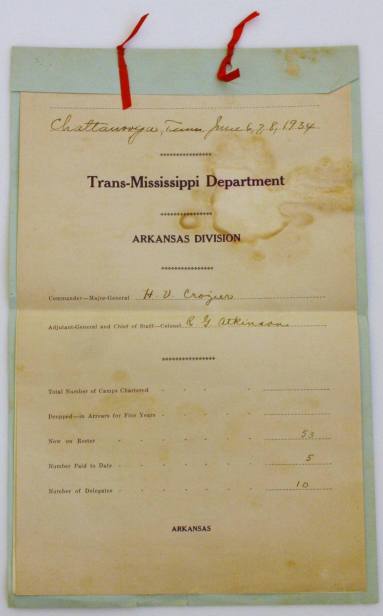 Chattanooga, Tenn. June 6, 7, 8, 1934
****************
Trans-Mississippi Department
****************
ARKANSAS DIVISION
****************
Commander—Major-General H. V. Crozier
Adjutant-General and Chief of Staff—Colonel R G Atkinson
****************
Total Number of Camps Chartered
Dropped—in Arrears for Five Years
Now on Roster 53
Number Paid to Date 5
Number of Delegates 10
ARKANSAS